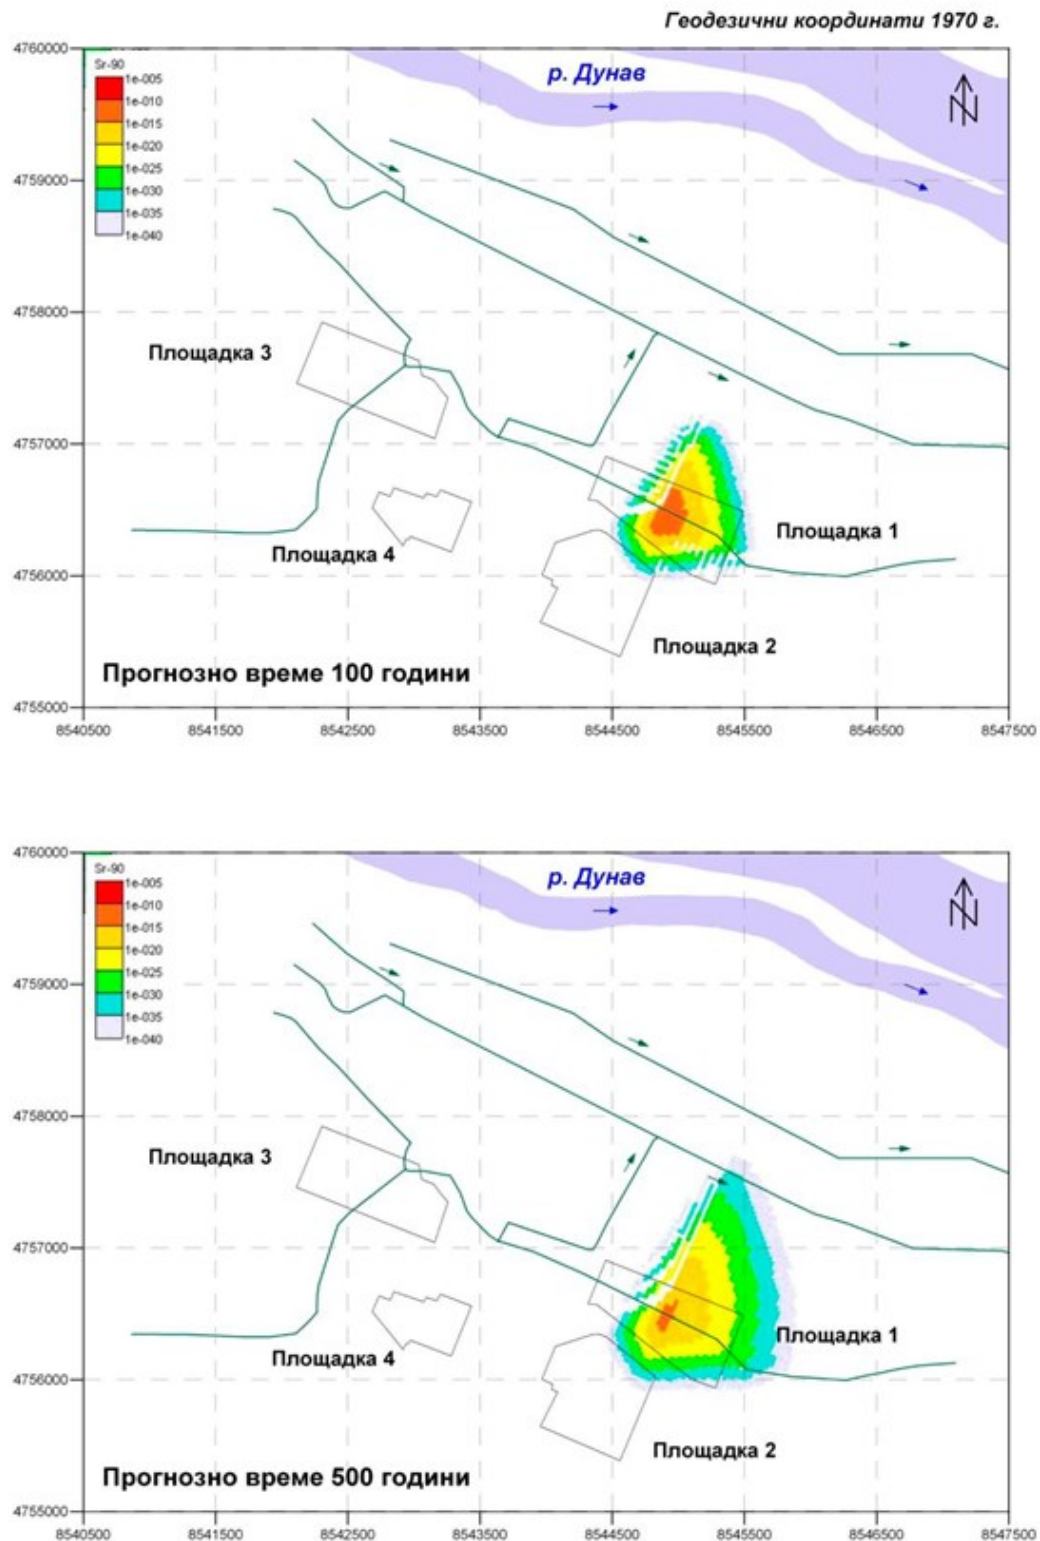 Геодезични координати 1970 г.
4760000
Sr-90
1e-005
1e-010
1e-015
1e-020
1e-025
1e-030
1e-035
1e-040
р. Дунав
N
4759000
4758000
Площадка 3
4757000
Площадка 1
Площадка 4
4756000
Площадка 2
Прогнозно време 100 години
4755000
8540500 8541500 8542500 8543500 8544500 8545500 8546500 8547500
4760000
Sr-90
1e-005
1e-010
1e-015
1e-020
1e-025
1e-030
1e-035
1e-040
р. Дунав
N
4759000
4758000
Площадка 3
4757000
Площадка 1
Площадка 4
4756000
Площадка 2
Прогнозно време 500 години
4755000
8540500 8541500 8542500 8543500 8544500 8545500 8546500 8547500